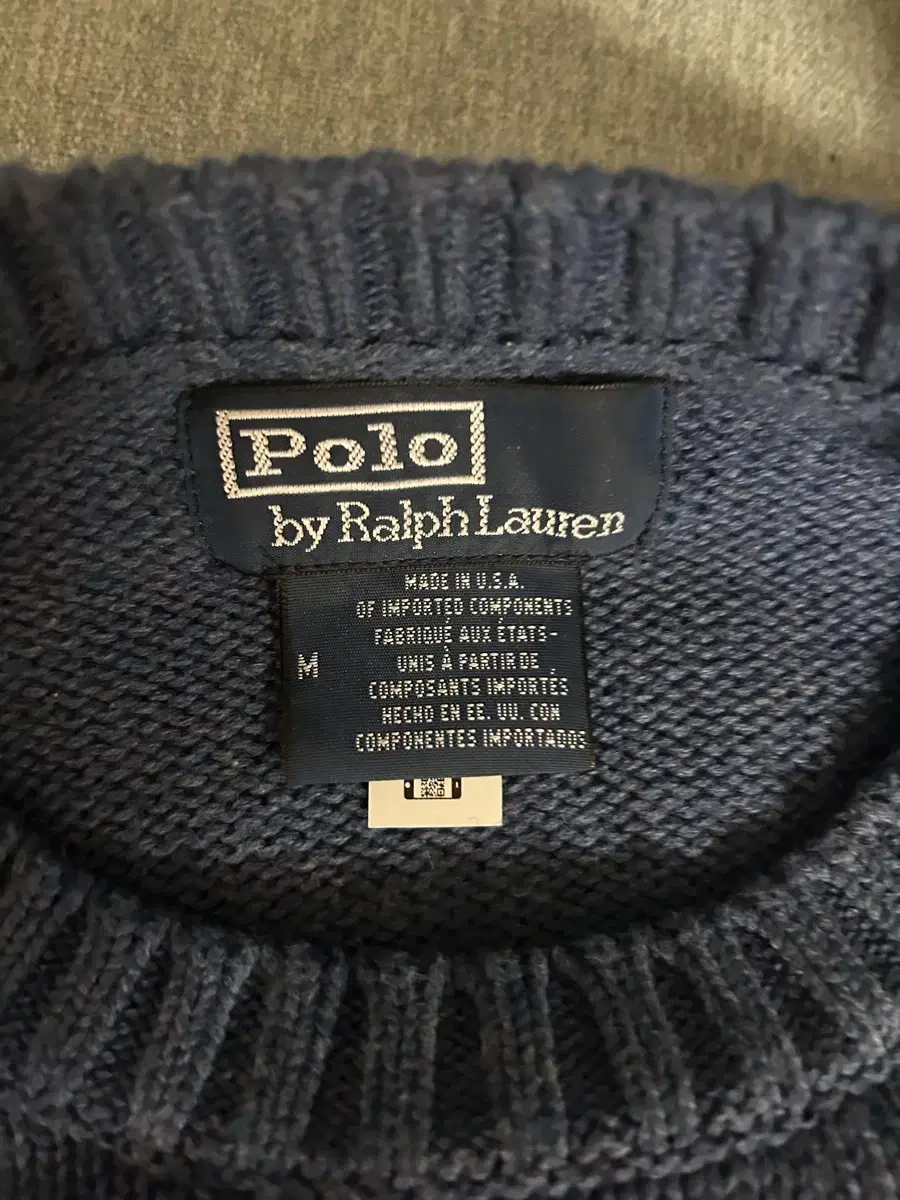 Polo
by Ralph Lauren
MADE IN U.S.A.
OF IMPORTED COMPONENTS
FABRIQUÉ AUX ÉTATS-
UNIS À PARTIR DE
M
COMPOSANTS IMPORTÉS
HECHO EN EE. UU. CON
COMPONENTES IMPORTADOS